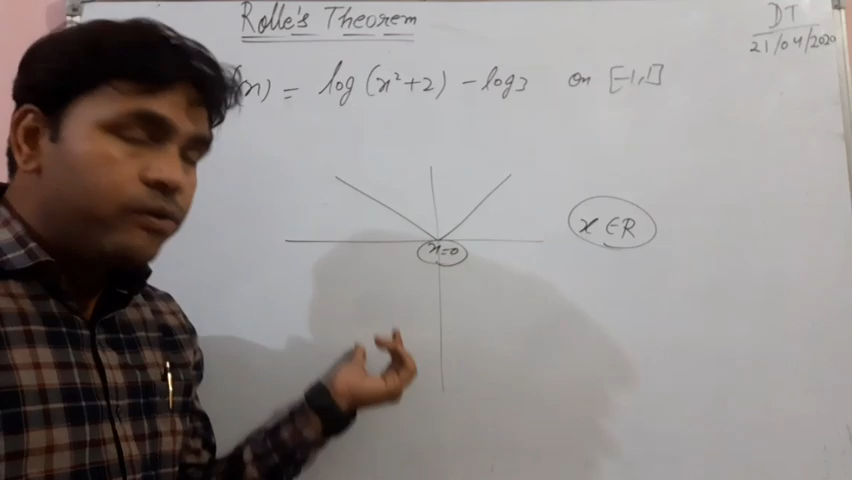 Rolle's Theorem
DT
21/04/2020
(x) = log (x²+2) - log3 on [-1,1]
x ∈ R
x=0